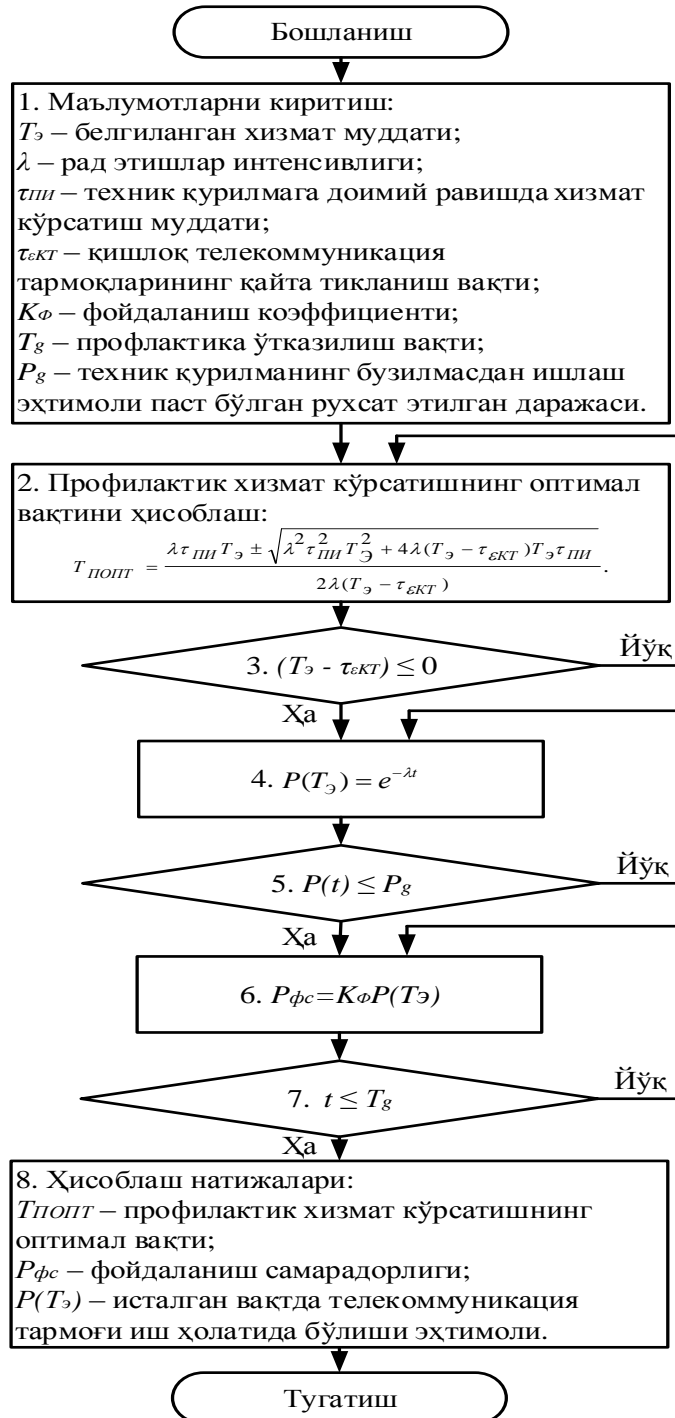 Бошланиш
1. Маълумотларни киритиш:
Tэ – белгиланган хизмат муддати;
λ – рад этишлар интенсивлиги;
τПИ – техник қурилмага доимий равишда хизмат
кўрсатиш муддати;
τεКТ – қишлоқ телекоммуникация
тармоқларининг қайта тикланиш вақти;
KФ – фойдаланиш коэффициенти;
Tg – профлактика ўтказилиш вақти;
Pg – техник қурилманинг бузилмасдан ишлаш
эҳтимоли паст бўлган рухсат этилган даражаси.
2. Профилактик хизмат кўрсатишнинг оптимал
вақтини ҳисоблаш:
TПОПТ = (λτПИTэ ± √(λ²τ²ПИT²Э + 4λ(Tэ − τεКТ)TэτПИ)) / (2λ(Tэ − τεКТ)).
3. (Tэ - τεКТ) ≤ 0
Йўқ
Ҳа
4. P(TЭ) = e^−λt
5. P(t) ≤ Pg
Йўқ
Ҳа
6. Pфс=KФP(Tэ)
7. t ≤ Tg
Йўқ
Ҳа
8. Ҳисоблаш натижалари:
TПОПТ – профилактик хизмат кўрсатишнинг
оптимал вақти;
Pфс – фойдаланиш самарадорлиги;
P(Tэ) – исталган вақтда телекоммуникация
тармоғи иш ҳолатида бўлиши эҳтимоли.
Тугатиш